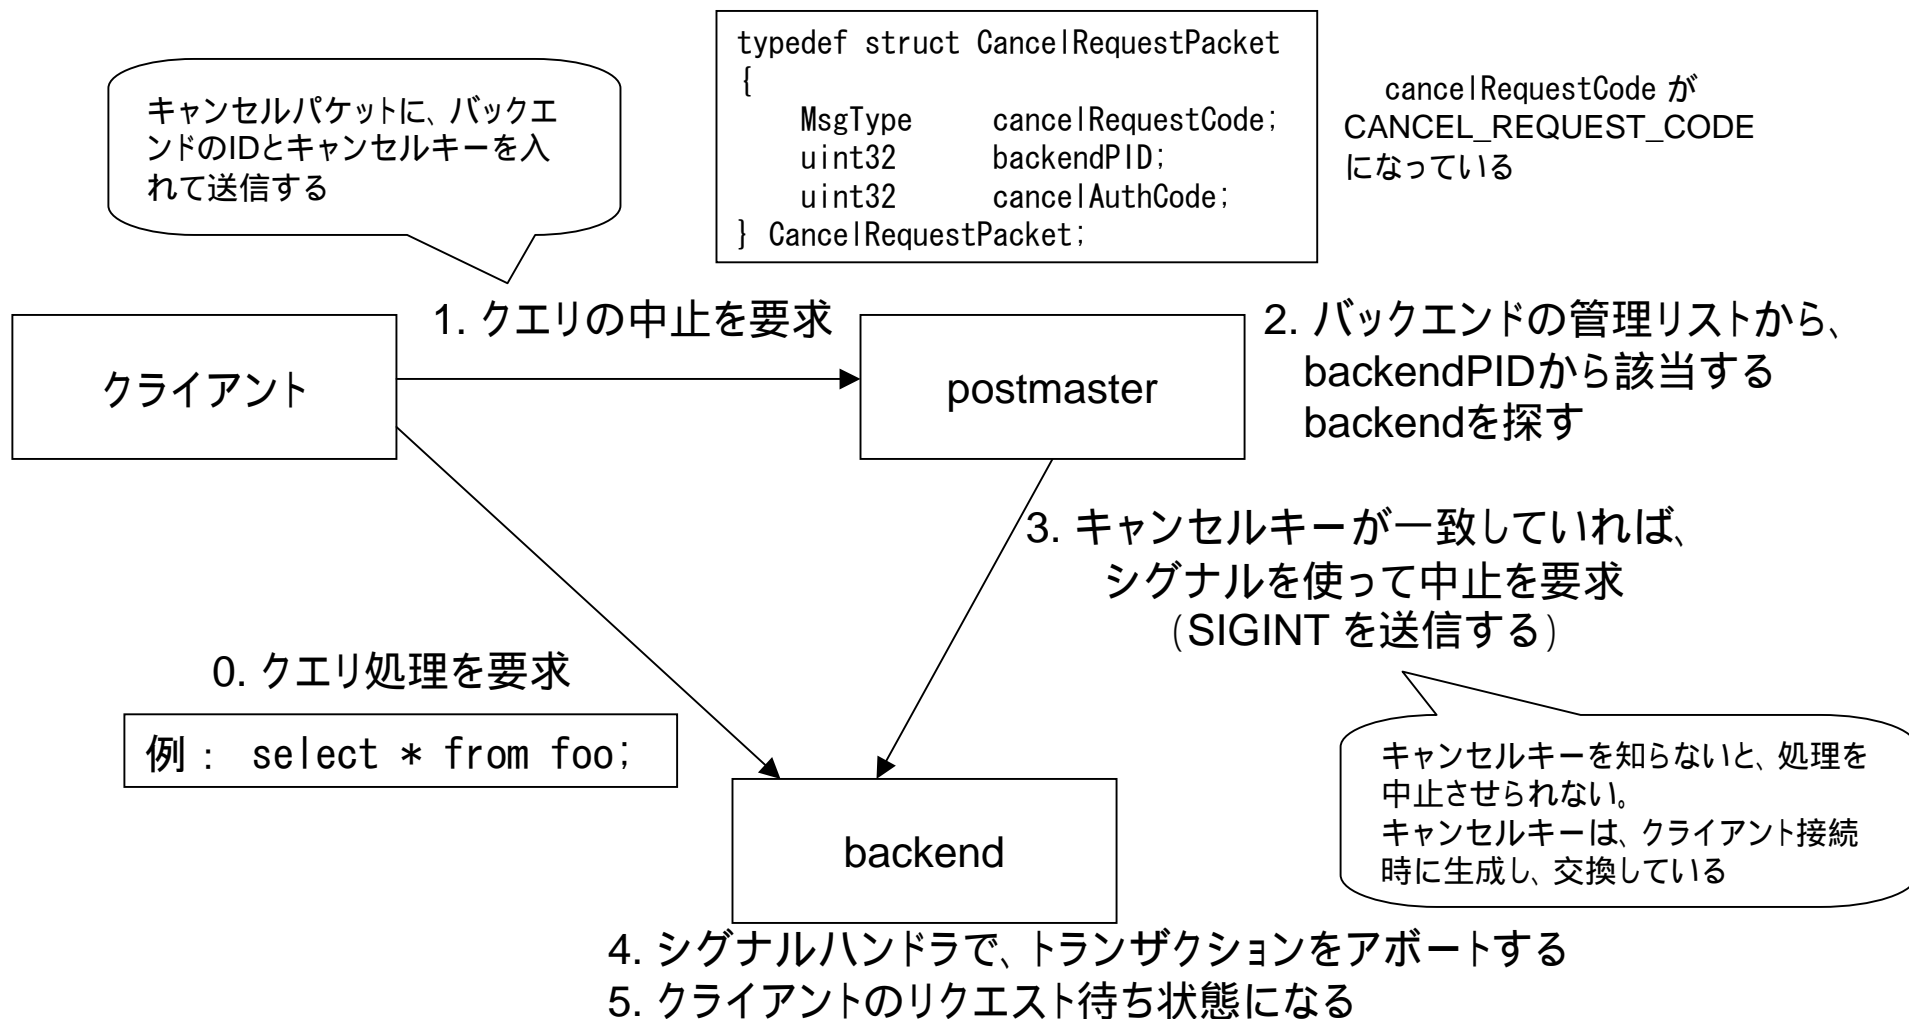 typedef struct CancelRequestPacket
{
    MsgType     cancelRequestCode;
    uint32      backendPID;
    uint32      cancelAuthCode;
} CancelRequestPacket;
cancelRequestCode が
CANCEL_REQUEST_CODE
になっている
キャンセルパケットに、バックエ
ンドのIDとキャンセルキーを入
れて送信する
1. クエリの中止を要求
クライアント
postmaster
2. バックエンドの管理リストから、
backendPIDから該当する
backendを探す
3. キャンセルキーが一致していれば、
シグナルを使って中止を要求
(SIGINT を送信する)
0. クエリ処理を要求
例： select * from foo;
キャンセルキーを知らないと、処理を
中止させられない。
キャンセルキーは、クライアント接続
時に生成し、交換している
backend
4. シグナルハンドラで、トランザクションをアボートする
5. クライアントのリクエスト待ち状態になる